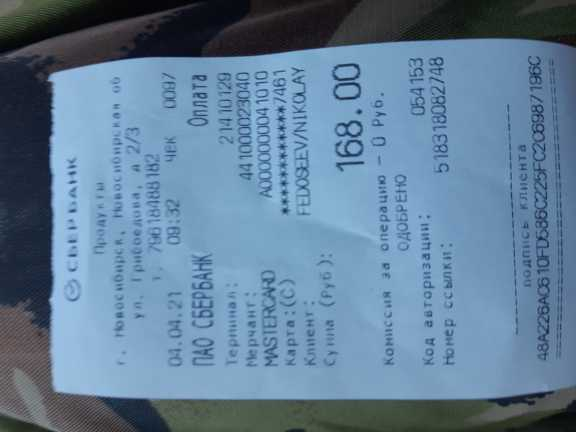 СБЕРБАНК
Продукты
г. Новосибирск, Новосибирская об
ул. Грибоедова, д 2/3
т. 79618488182
04.04.21 09:32 ЧЕК 0097
ПАО СБЕРБАНК Оплата
Терминал: 21410129
Мерчант: 441000023040
MASTERCARD A0000000041010
Карта:(C) ************7461
Клиент: FEDOSEEV/NIKOLAY
Сумма (Руб): 168.00
Комиссия за операцию - 0 Руб.
ОДОБРЕНО
Код авторизации: 054153
Номер ссылки: 518318082748
подпись клиента
48A226AC610FD586C225FC2C6987196C